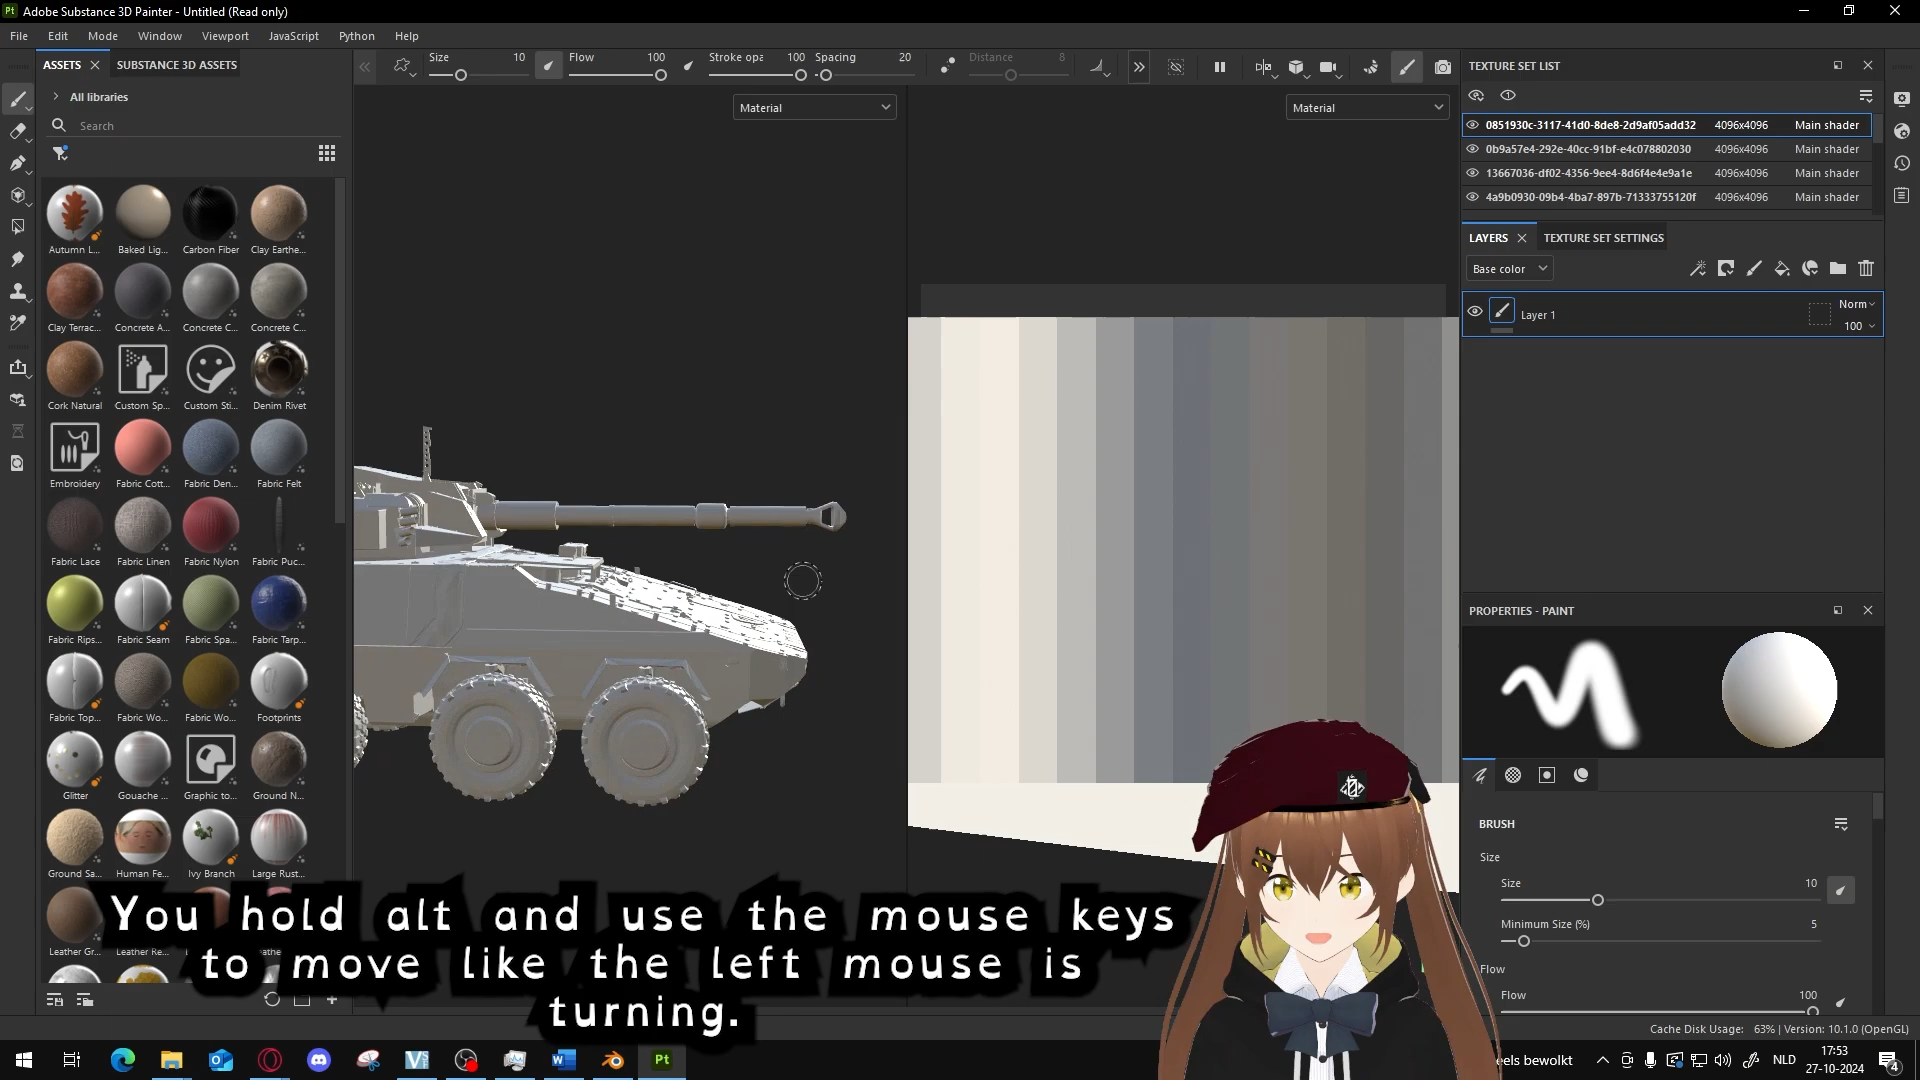 Adobe Substance 3D Painter - Untitled (Read only)
File Edit Mode Window Viewport JavaScript Python Help
ASSETS SUBSTANCE 3D ASSETS
Size 10 Flow 100 Stroke opa 100 Spacing 20 Distance 8
All libraries
Search
Material
Material
Autumn L... Baked Lig... Carbon Fiber Clay Earthe...
Clay Terrac... Concrete A... Concrete C... Concrete C...
Cork Natural Custom Sp... Custom Sti... Denim Rivet
Embroidery Fabric Cott... Fabric Den... Fabric Felt
Fabric Lace Fabric Linen Fabric Nylon Fabric Puc...
Fabric Rips... Fabric Seam Fabric Spa... Fabric Tarp...
Fabric Top... Fabric Wo... Fabric Wo... Footprints
Glitter Gouache ... Graphic to... Ground N...
Ground Sa... Human Fe... Ivy Branch Large Rust...
Leather Gr...
You hold alt and use the mouse keys
to move like the left mouse is
turning.
TEXTURE SET LIST
0851930c-3117-41d0-8de8-2d9af05add32 4096x4096 Main shader
0b9a57e4-292e-40cc-91bf-e4c078802030 4096x4096 Main shader
13667036-df02-4356-9ee4-8d6f4e4e9a1e 4096x4096 Main shader
4a9b0930-09b4-4ba7-897b-71333755120f 4096x4096 Main shader
LAYERS TEXTURE SET SETTINGS
Base color
Layer 1 Norm
100
PROPERTIES - PAINT
BRUSH
Size
Size 10
Minimum Size (%) 5
Flow
Flow 100
Cache Disk Usage: 63% | Version: 10.1.0 (OpenGL)
eels bewolkt NLD 17:53
27-10-2024 4